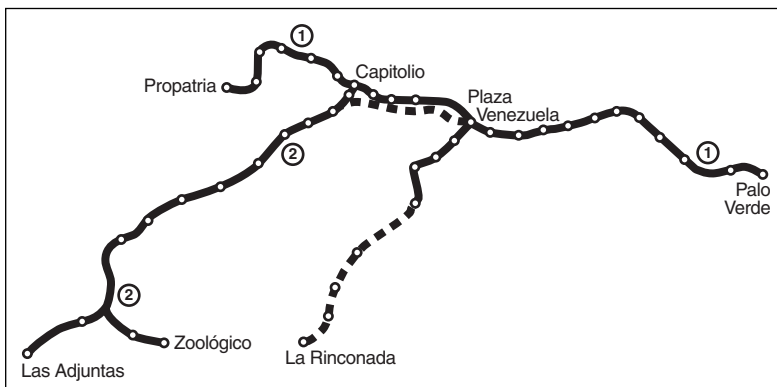 1
Propatria
Capitolio
Plaza
Venezuela
2
1
Palo
Verde
2
Zoológico
La Rinconada
Las Adjuntas